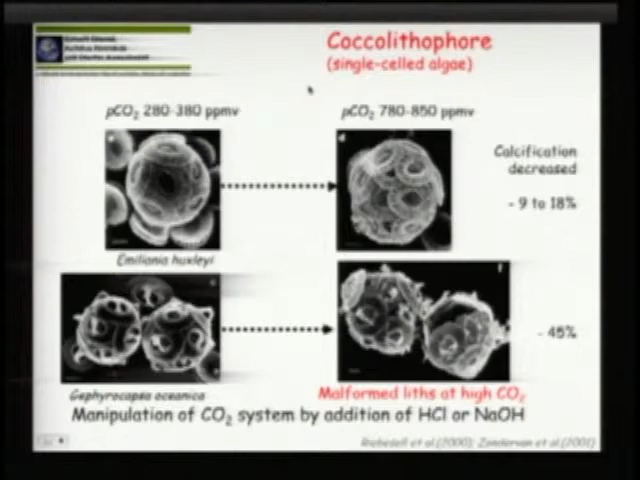 Coccolithophore
(single-celled algae)
pCO2 280-380 ppmv
pCO2 780-850 ppmv
Calcification
decreased
- 9 to 18%
Emiliania huxleyi
- 45%
Gephyrocapsa oceanica
Malformed liths at high CO2
Manipulation of CO2 system by addition of HCl or NaOH
Riebesell et al.(2000); Zondervan et al.(2001)